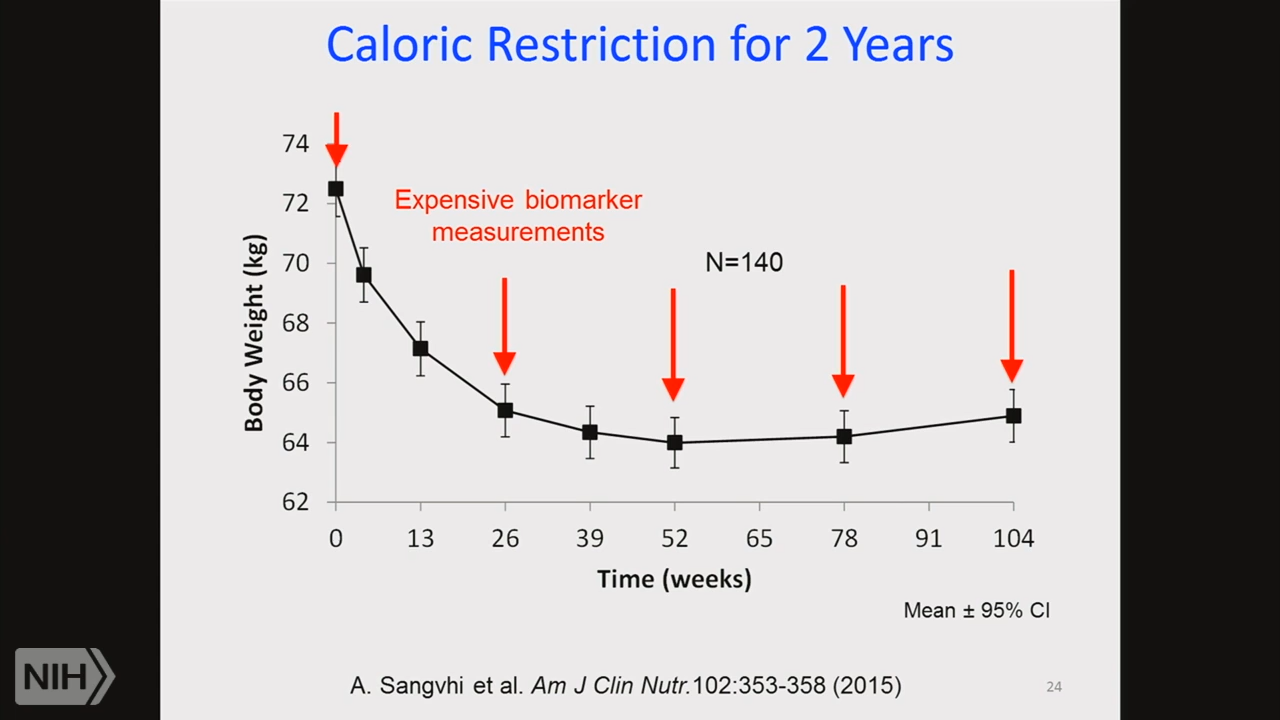 Caloric Restriction for 2 Years
74
72
70
68
66
64
62
Body Weight (kg)
Expensive biomarker
measurements
N=140
0 13 26 39 52 65 78 91 104
Time (weeks)
Mean ± 95% CI
NIH
A. Sangvhi et al. Am J Clin Nutr.102:353-358 (2015)
24